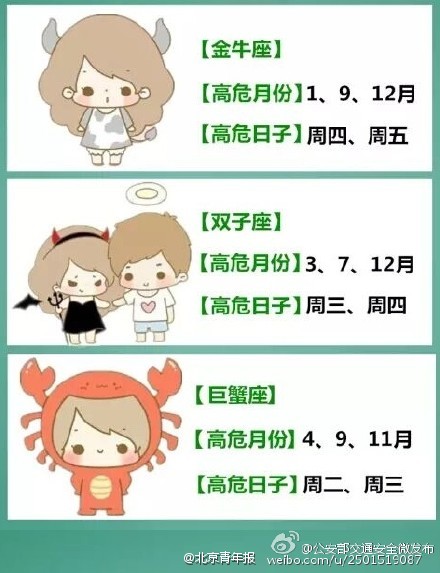 【金牛座】
【高危月份】1、9、12月
【高危日子】周四、周五
【双子座】
【高危月份】3、7、12月
【高危日子】周三、周四
【巨蟹座】
【高危月份】4、9、11月
【高危日子】周二、周三
@公安部交通安全微发布
@北京青年报 weibo.com/u/2501519087